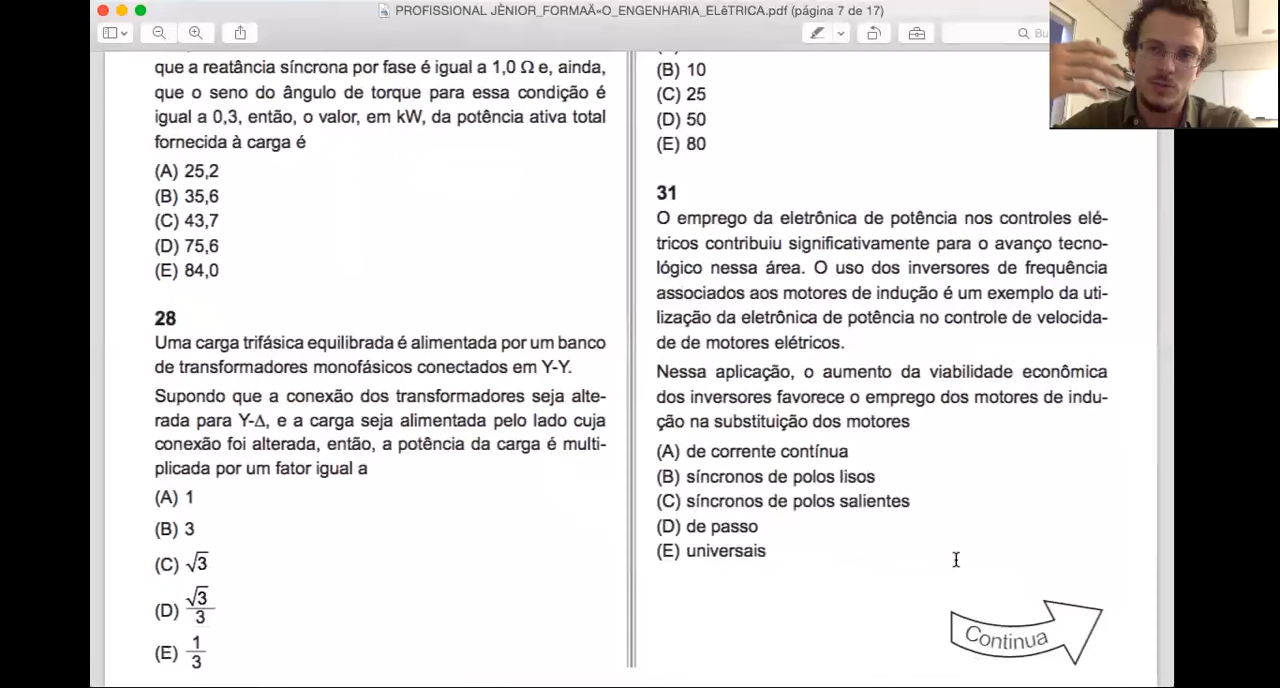 PROFISSIONAL JÈNIOR_FORMAÄ«O_ENGENHARIA_ELêTRICA.pdf (página 7 de 17)
Bu
que a reatância síncrona por fase é igual a 1,0 Ω e, ainda,
que o seno do ângulo de torque para essa condição é
igual a 0,3, então, o valor, em kW, da potência ativa total
fornecida à carga é
(A) 25,2
(B) 35,6
(C) 43,7
(D) 75,6
(E) 84,0
28
Uma carga trifásica equilibrada é alimentada por um banco
de transformadores monofásicos conectados em Y-Y.
Supondo que a conexão dos transformadores seja alte-
rada para Y-Δ, e a carga seja alimentada pelo lado cuja
conexão foi alterada, então, a potência da carga é multi-
plicada por um fator igual a
(A) 1
(B) 3
(C) √3
(D) √3/3
(E) 1/3
(B) 10
(C) 25
(D) 50
(E) 80
31
O emprego da eletrônica de potência nos controles elé-
tricos contribuiu significativamente para o avanço tecno-
lógico nessa área. O uso dos inversores de frequência
associados aos motores de indução é um exemplo da uti-
lização da eletrônica de potência no controle de velocida-
de de motores elétricos.
Nessa aplicação, o aumento da viabilidade econômica
dos inversores favorece o emprego dos motores de indu-
ção na substituição dos motores
(A) de corrente contínua
(B) síncronos de polos lisos
(C) síncronos de polos salientes
(D) de passo
(E) universais
Continua